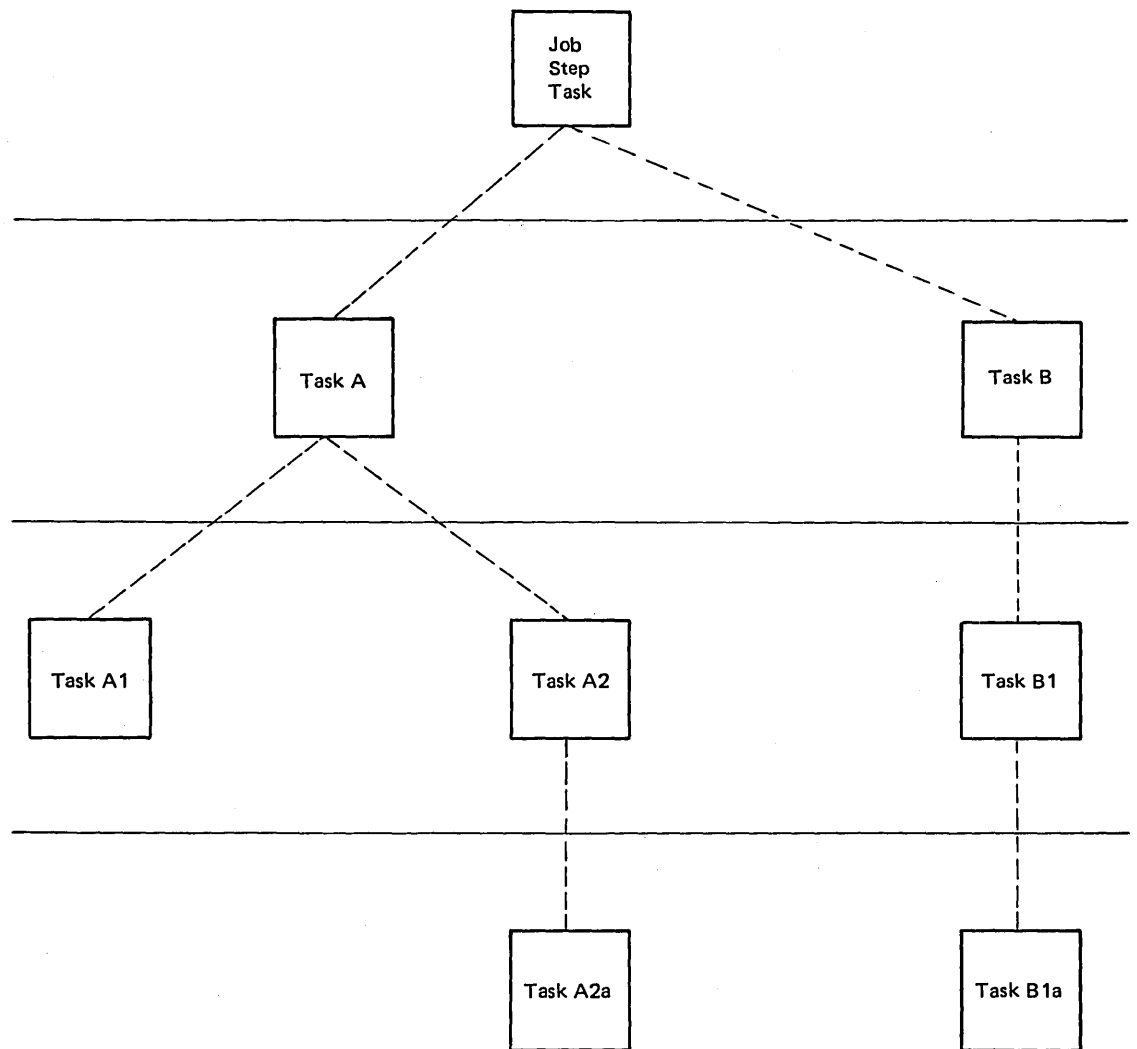 Job
Step
Task
Task A
Task B
Task A1
Task A2
Task B1
Task A2a
Task B1a